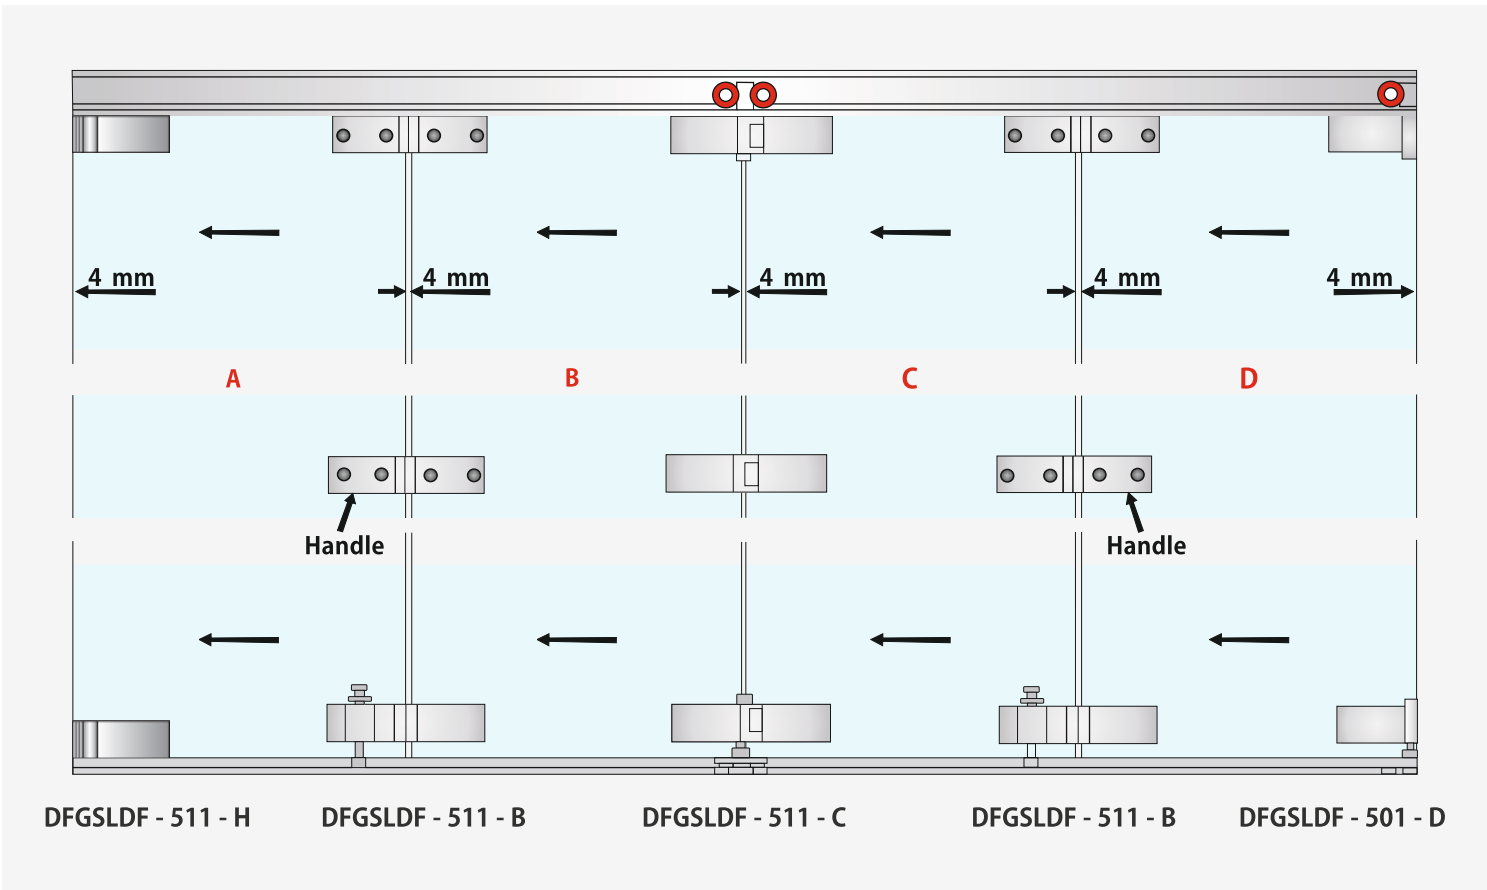 4 mm 4 mm 4 mm 4 mm 4 mm
A B C D
Handle Handle
DFGSLDF - 511 - H DFGSLDF - 511 - B DFGSLDF - 511 - C DFGSLDF - 511 - B DFGSLDF - 501 - D